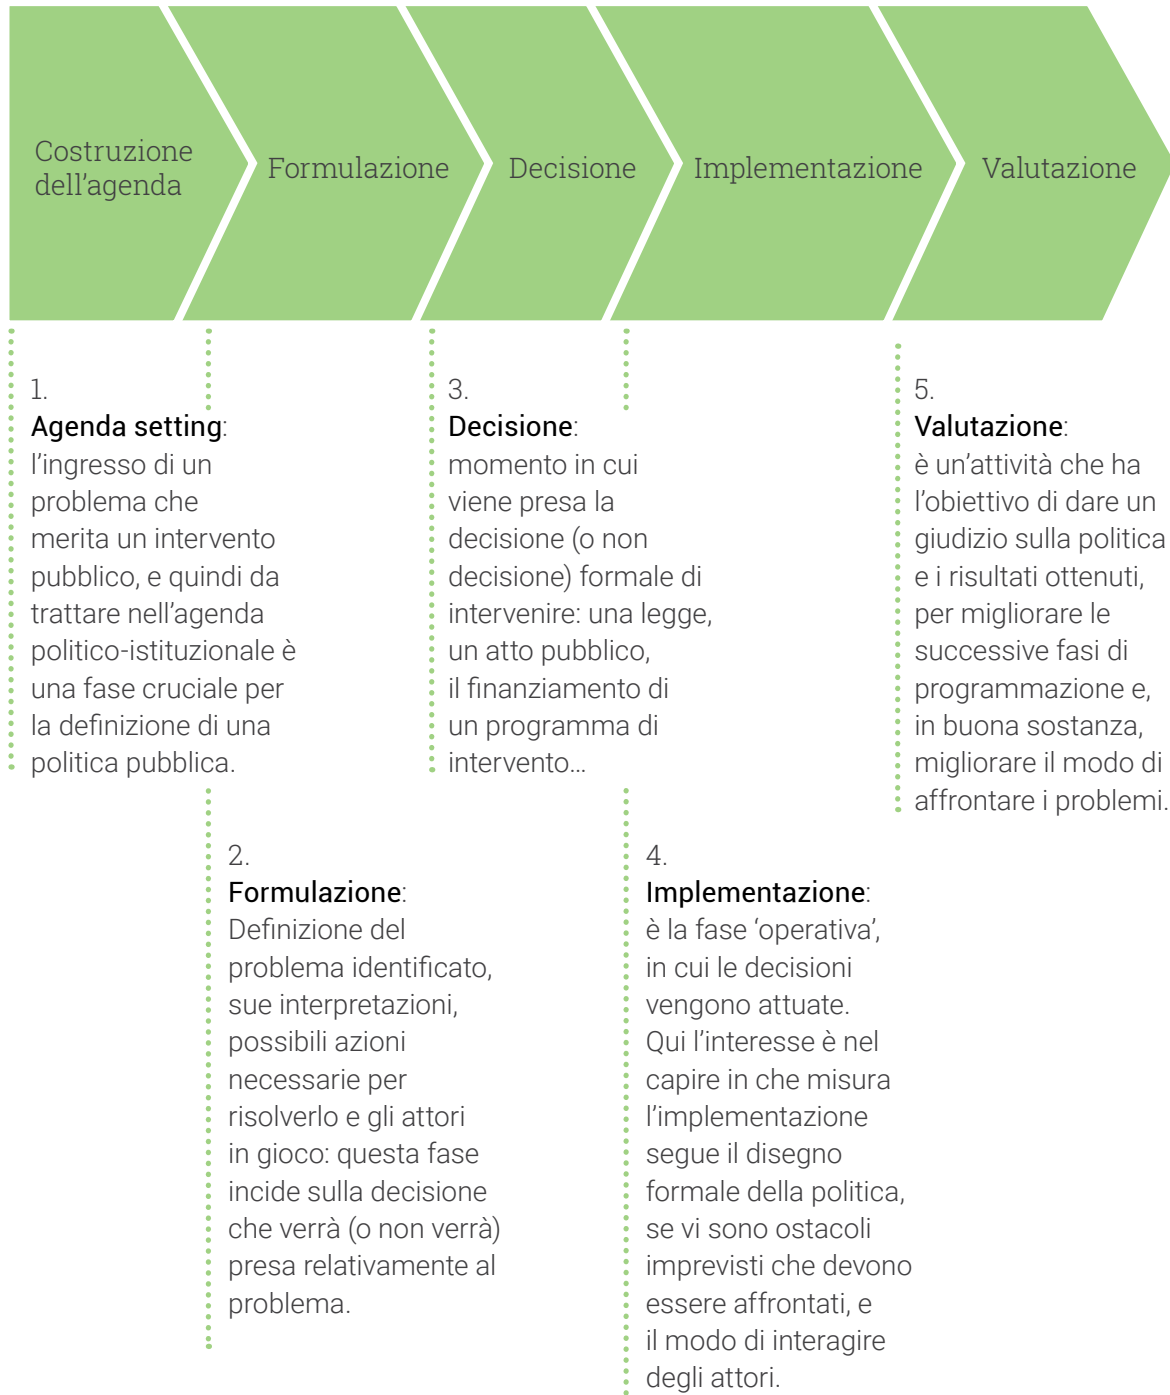 Costruzione
dell’agenda
Formulazione
Decisione
Implementazione
Valutazione
1.
Agenda setting:
l’ingresso di un
problema che
merita un intervento
pubblico, e quindi da
trattare nell’agenda
politico-istituzionale è
una fase cruciale per
la definizione di una
politica pubblica.
2.
Formulazione:
Definizione del
problema identificato,
sue interpretazioni,
possibili azioni
necessarie per
risolverlo e gli attori
in gioco: questa fase
incide sulla decisione
che verrà (o non verrà)
presa relativamente al
problema.
3.
Decisione:
momento in cui
viene presa la
decisione (o non
decisione) formale di
intervenire: una legge,
un atto pubblico,
il finanziamento di
un programma di
intervento…
4.
Implementazione:
è la fase ‘operativa’,
in cui le decisioni
vengono attuate.
Qui l’interesse è nel
capire in che misura
l’implementazione
segue il disegno
formale della politica,
se vi sono ostacoli
imprevisti che devono
essere affrontati, e
il modo di interagire
degli attori.
5.
Valutazione:
è un’attività che ha
l’obiettivo di dare un
giudizio sulla politica
e i risultati ottenuti,
per migliorare le
successive fasi di
programmazione e,
in buona sostanza,
migliorare il modo di
affrontare i problemi.